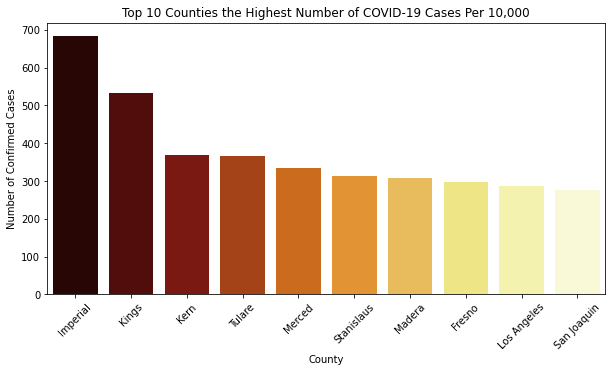 Top 10 Counties the Highest Number of COVID-19 Cases Per 10,000
Number of Confirmed Cases
700
600
500
400
300
200
100
0
Imperial
Kings
Kern
Tulare
Merced
Stanislaus
Madera
Fresno
Los Angeles
San Joaquin
County